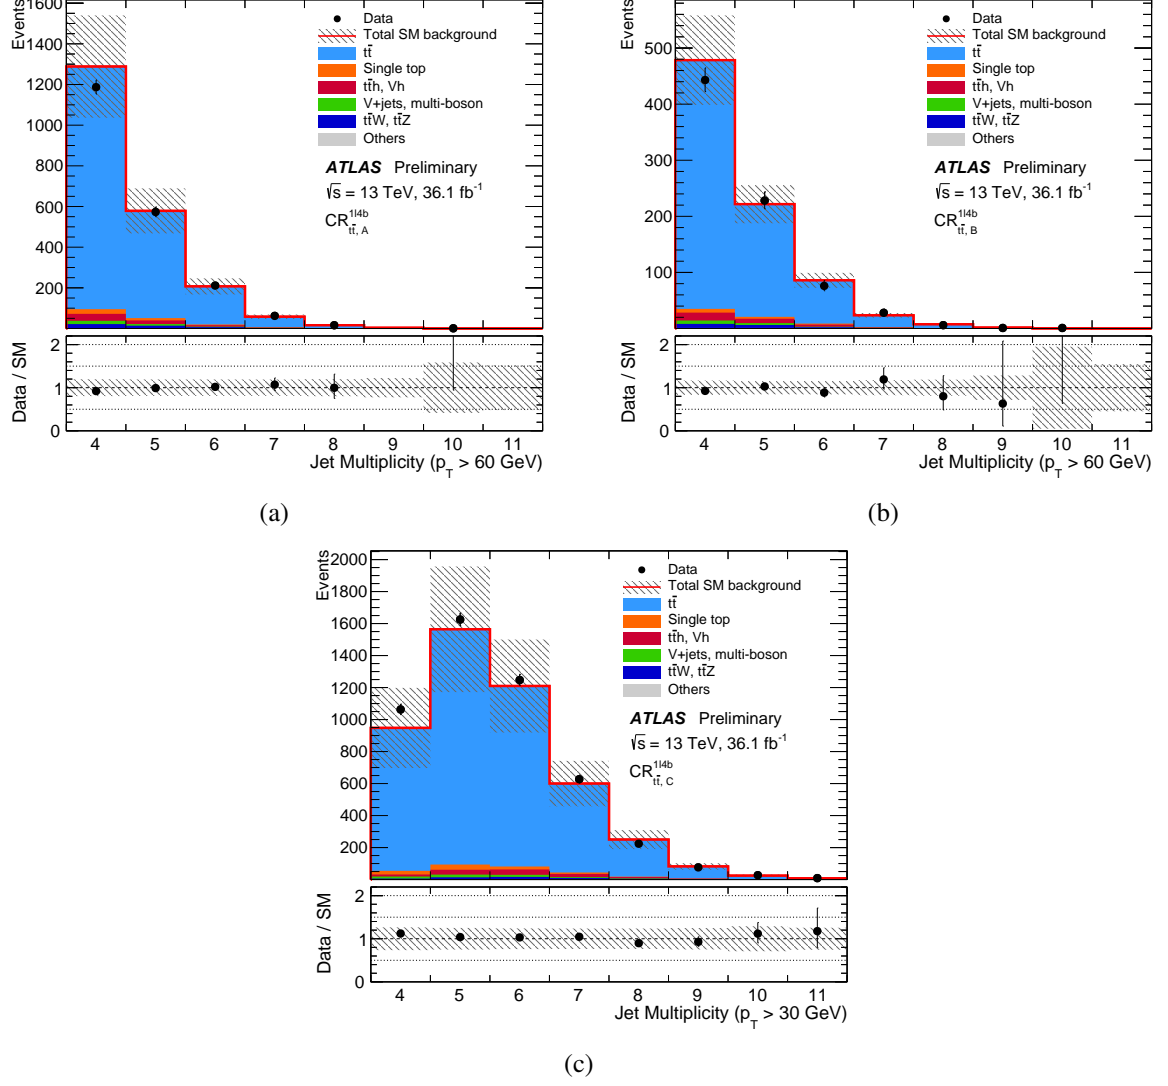 Events
1600
1400
1200
1000
800
600
400
200
Data
Total SM background
tt̄
Single top
tt̄h, Vh
V+jets, multi-boson
tt̄W, tt̄Z
Others
ATLAS Preliminary
√s = 13 TeV, 36.1 fb⁻¹
CR 1l4b tt̄, A
Data / SM
2
1
0
4 5 6 7 8 9 10 11
Jet Multiplicity (p_T > 60 GeV)
(a)
Events
500
400
300
200
100
Data
Total SM background
tt̄
Single top
tt̄h, Vh
V+jets, multi-boson
tt̄W, tt̄Z
Others
ATLAS Preliminary
√s = 13 TeV, 36.1 fb⁻¹
CR 1l4b tt̄, B
Data / SM
2
1
0
4 5 6 7 8 9 10 11
Jet Multiplicity (p_T > 60 GeV)
(b)
Events
2000
1800
1600
1400
1200
1000
800
600
400
200
Data
Total SM background
tt̄
Single top
tt̄h, Vh
V+jets, multi-boson
tt̄W, tt̄Z
Others
ATLAS Preliminary
√s = 13 TeV, 36.1 fb⁻¹
CR 1l4b tt̄, C
Data / SM
2
1
0
4 5 6 7 8 9 10 11
Jet Multiplicity (p_T > 30 GeV)
(c)